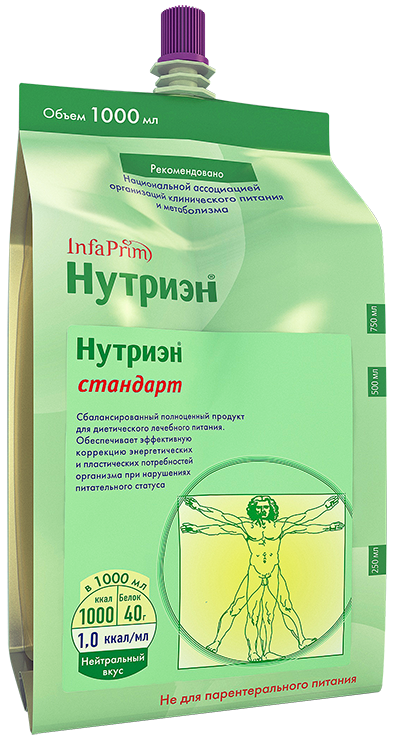 Объем 1000 мл
Рекомендовано
Национальной ассоциацией
организаций клинического питания
и метаболизма
InfaPrim
Нутриэн®
750 мл
500 мл
250 мл
Нутриэн®
стандарт
Сбалансированный полноценный продукт
для диетического лечебного питания.
Обеспечивает эффективную
коррекцию энергетических
и пластических потребностей
организма при нарушениях
питательного статуса
в 1000 мл
ккал Белок
1000 40г
1,0 ккал/мл
Нейтральный
вкус
Не для парентерального питания